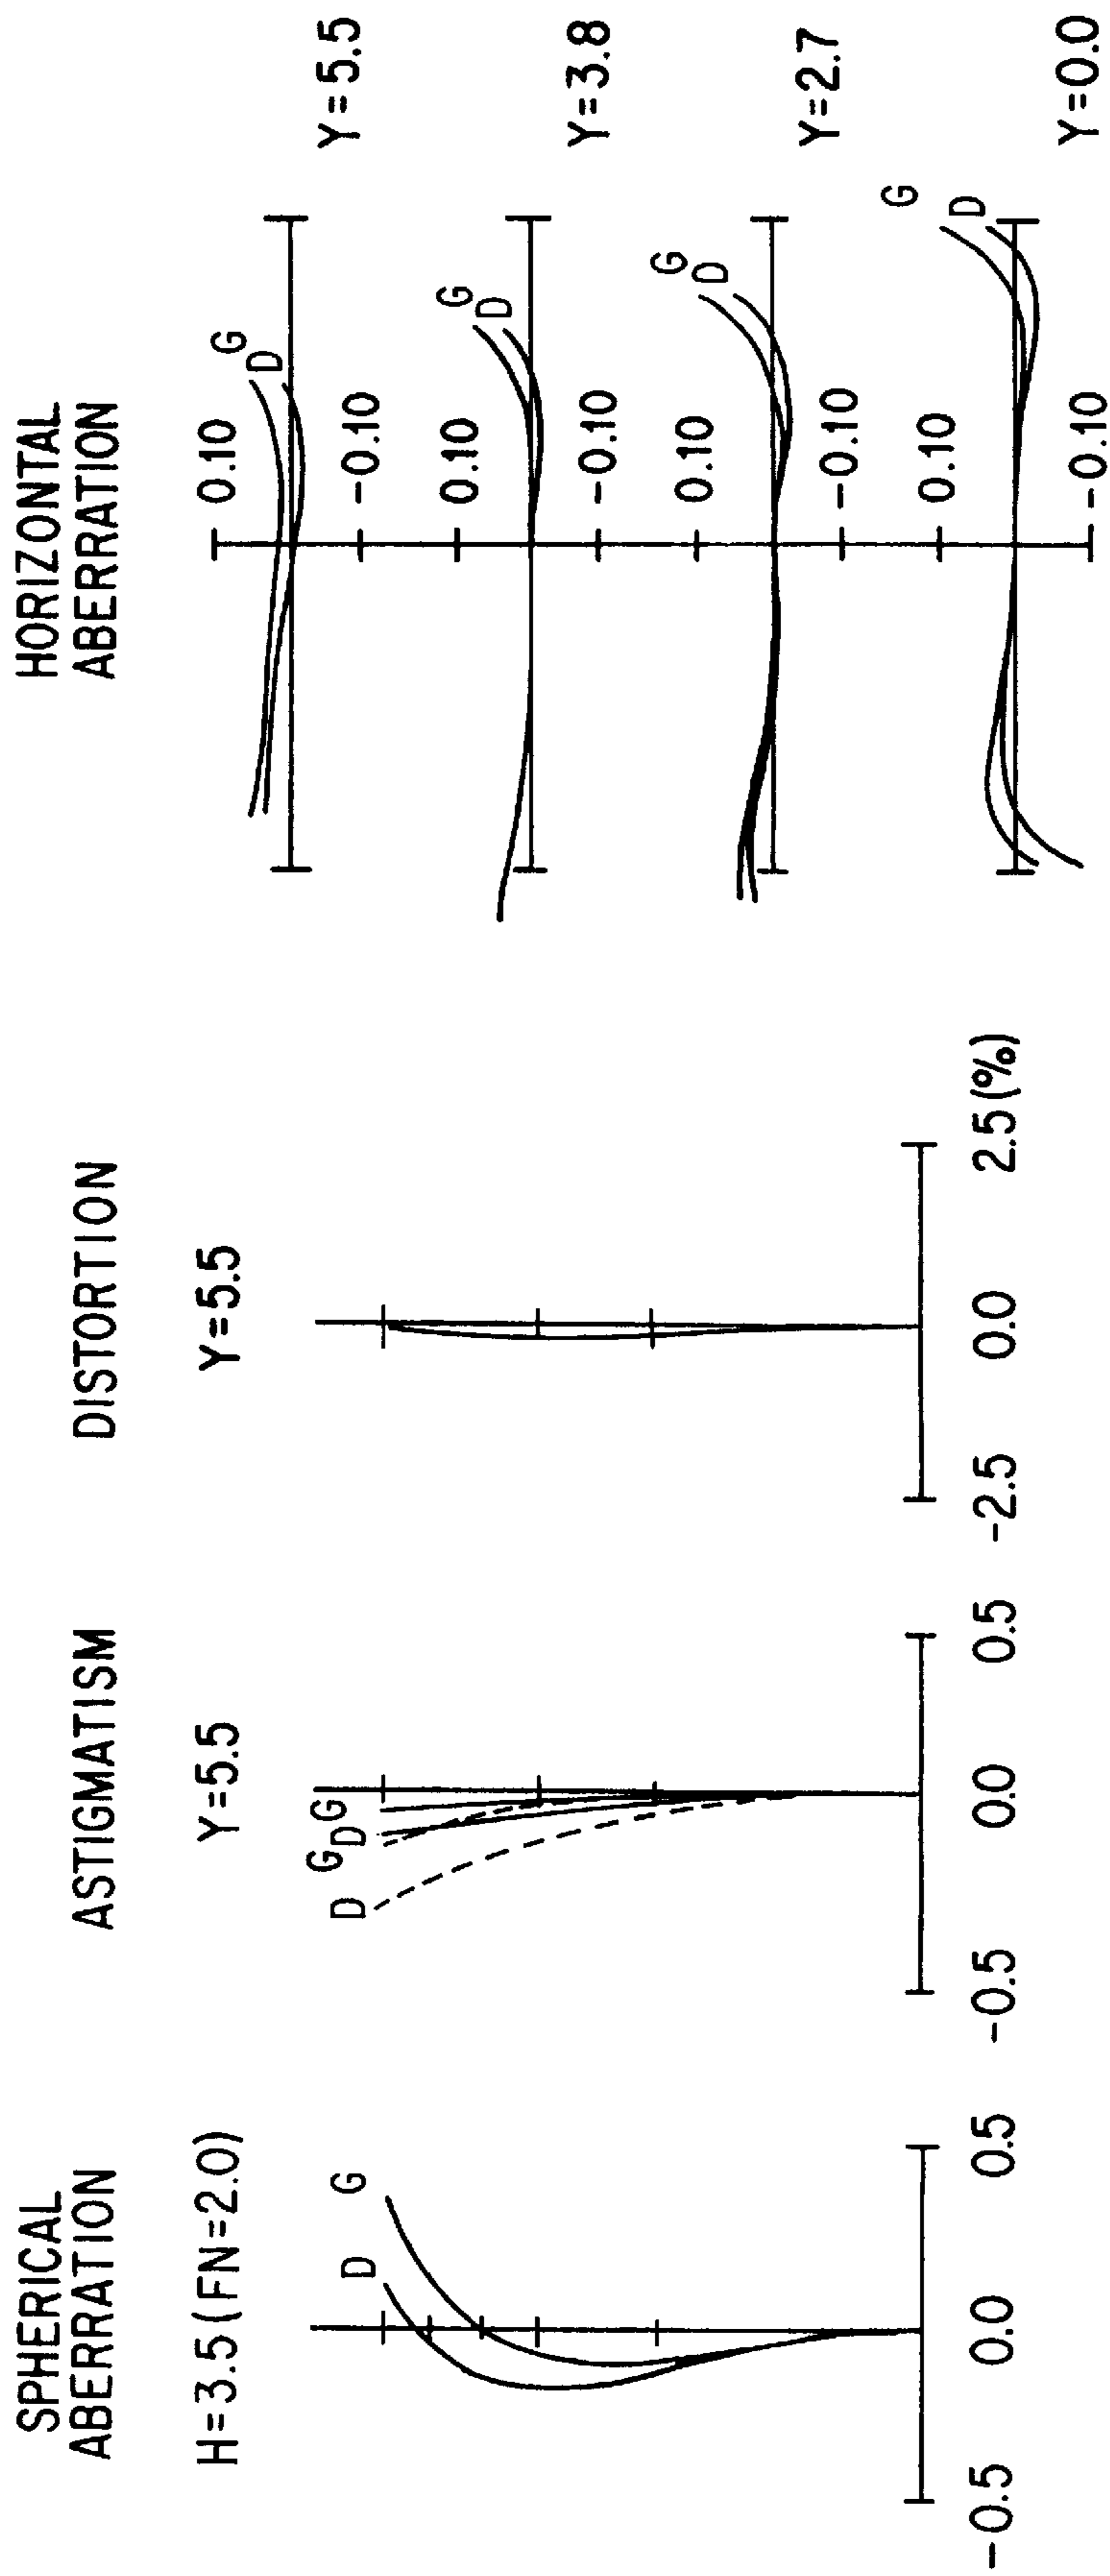 SPHERICAL
ABERRATION
H=3.5 (FN=2.0)
D
G
-0.5
0.0
0.5
ASTIGMATISM
Y=5.5
D
G
D
G
-0.5
0.0
0.5
DISTORTION
Y=5.5
-2.5
0.0
2.5 (%)
HORIZONTAL
ABERRATION
0.10
G
D
-0.10
Y=5.5
0.10
G
D
-0.10
Y=3.8
0.10
G
D
-0.10
Y=2.7
0.10
G
D
-0.10
Y=0.0